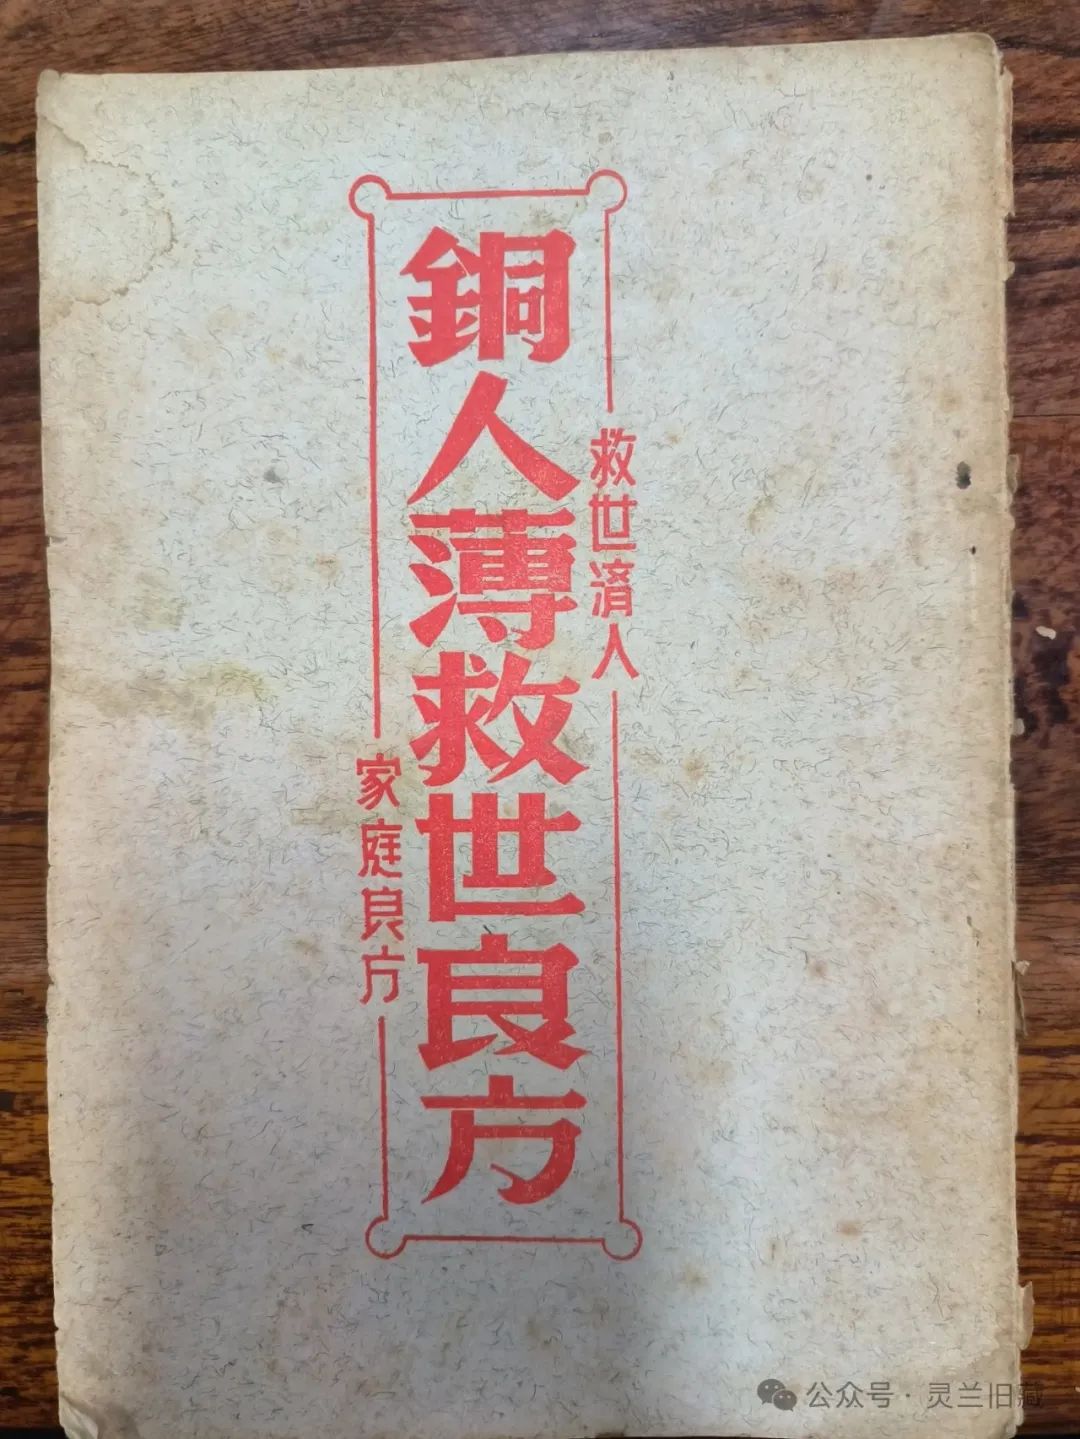 救世済人
銅人薄救世良方
家庭良方
公众号·灵兰旧藏